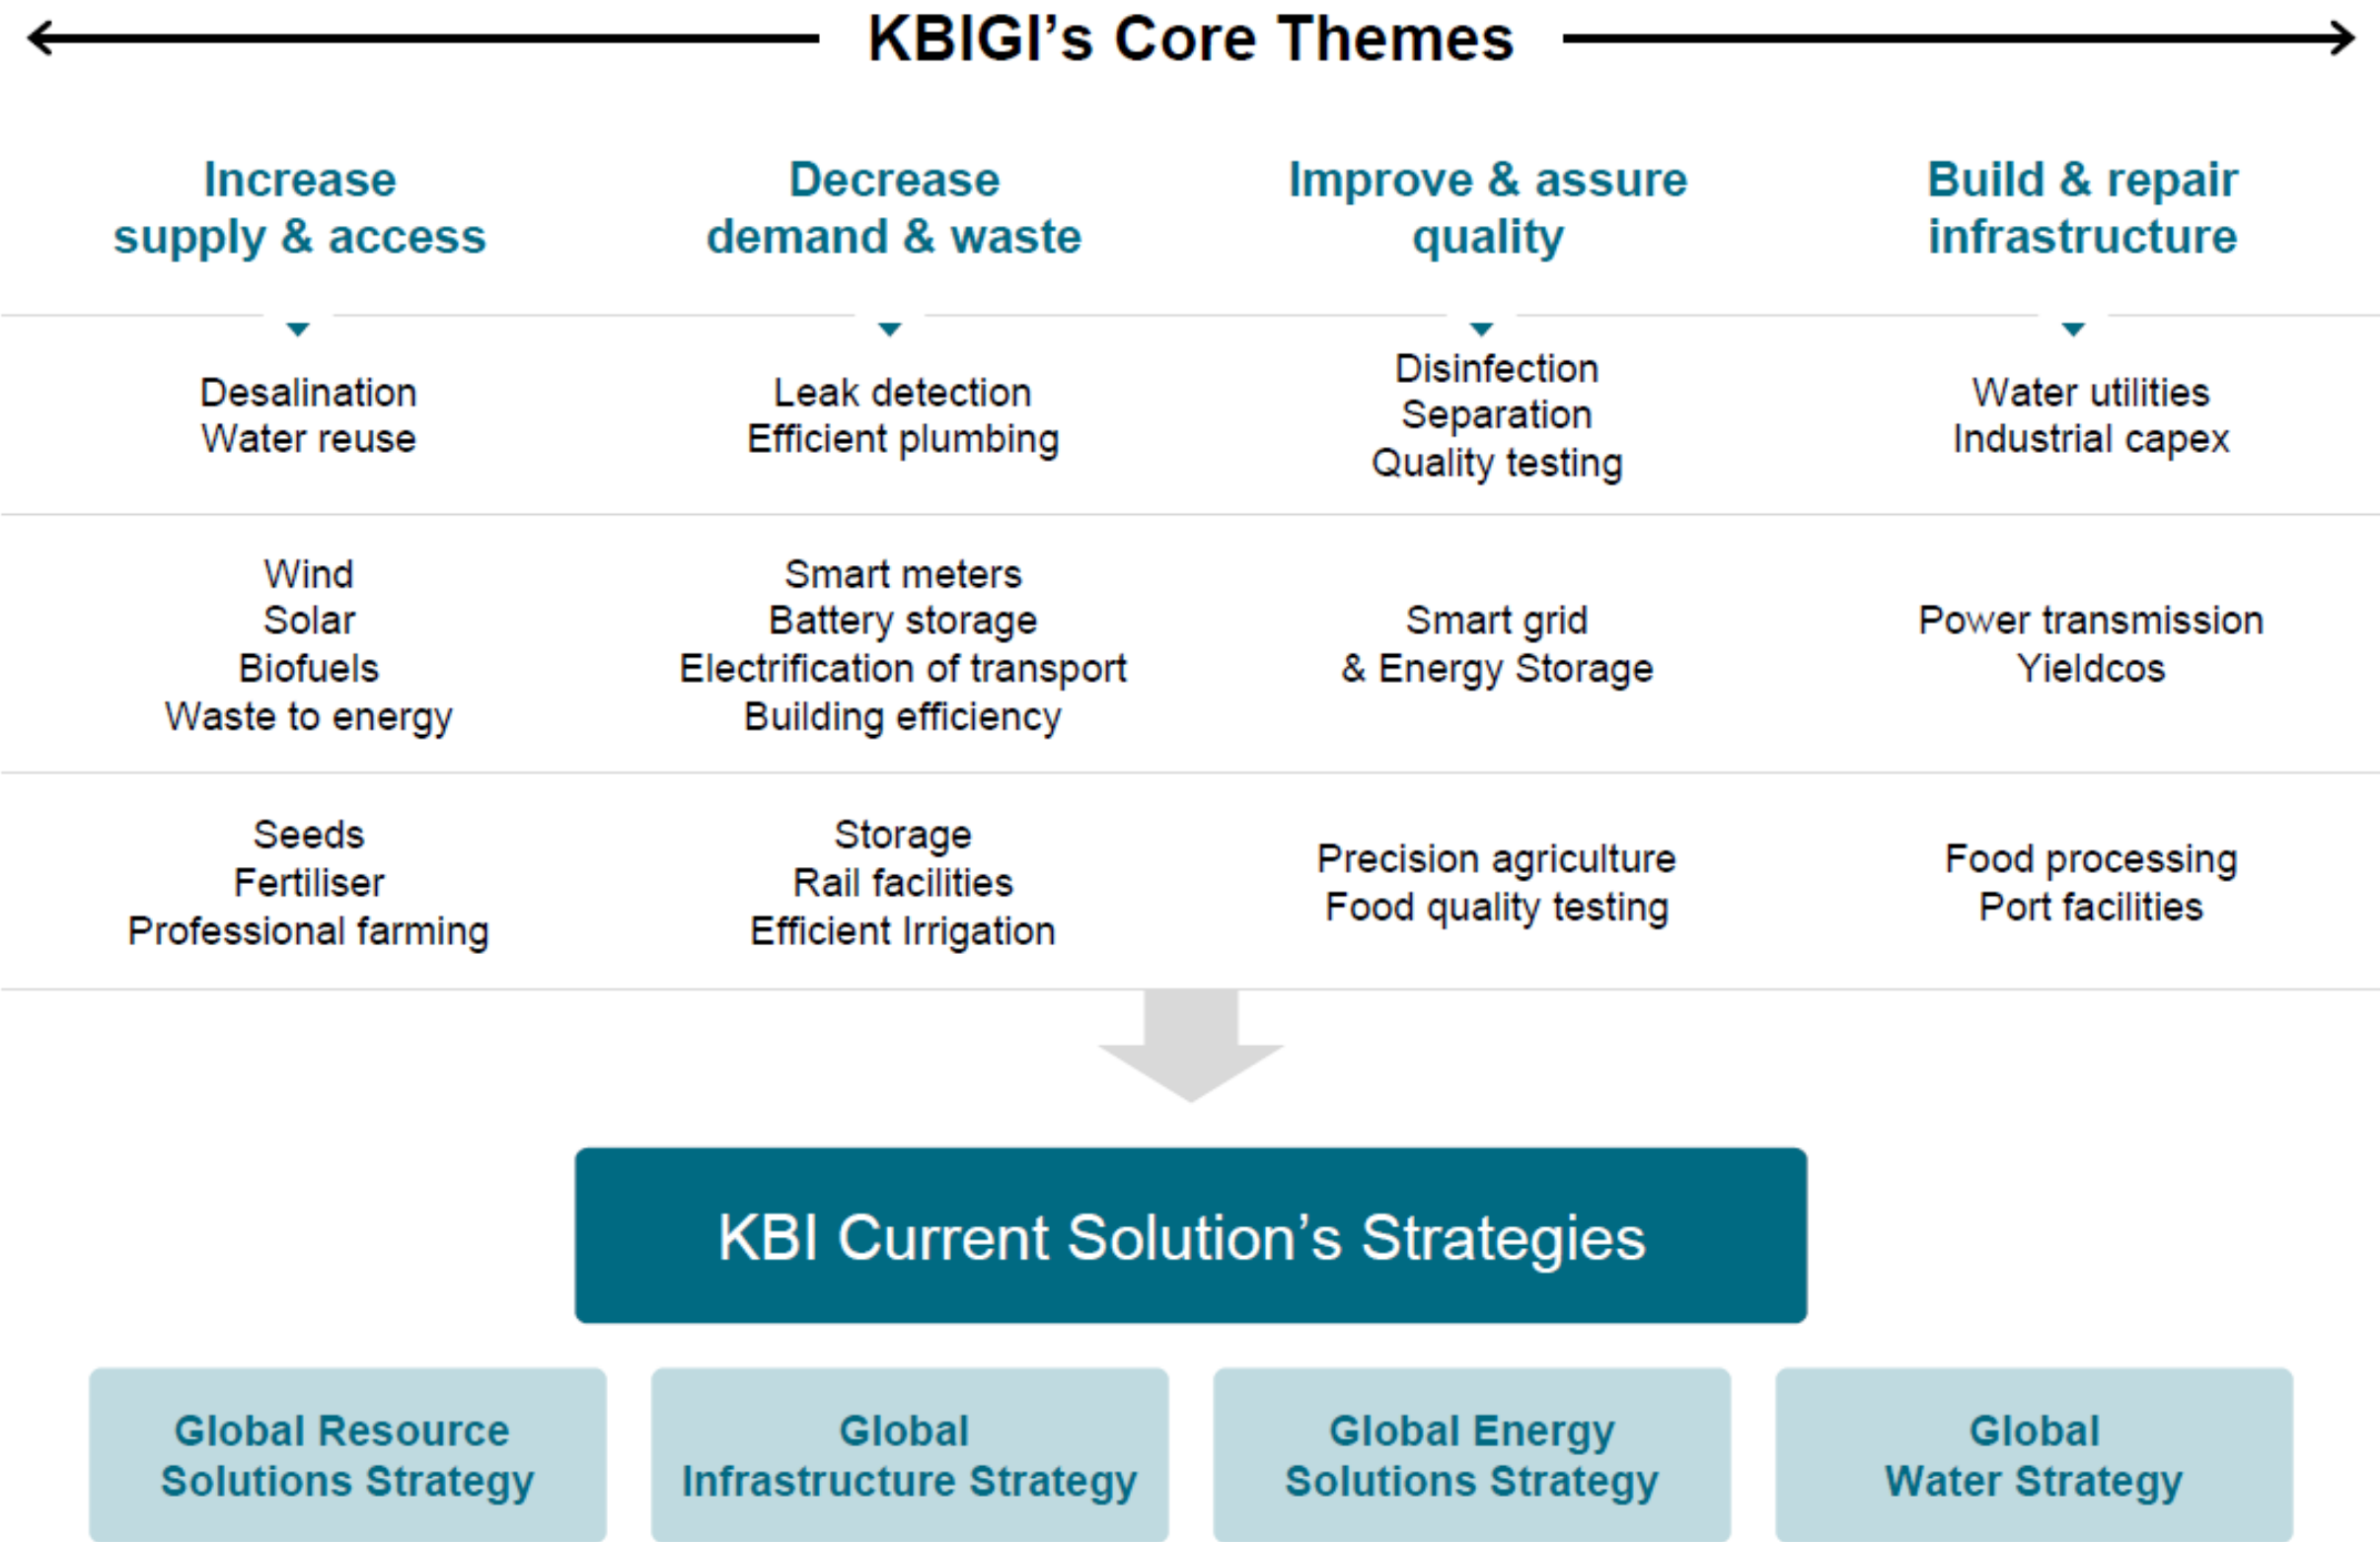 KBIGI’s Core Themes
Increase
supply & access
Decrease
demand & waste
Improve & assure
quality
Build & repair
infrastructure
Desalination
Water reuse
Leak detection
Efficient plumbing
Disinfection
Separation
Quality testing
Water utilities
Industrial capex
Wind
Solar
Biofuels
Waste to energy
Smart meters
Battery storage
Electrification of transport
Building efficiency
Smart grid
& Energy Storage
Power transmission
Yieldcos
Seeds
Fertiliser
Professional farming
Storage
Rail facilities
Efficient Irrigation
Precision agriculture
Food quality testing
Food processing
Port facilities
KBI Current Solution’s Strategies
Global Resource
Solutions Strategy
Global
Infrastructure Strategy
Global Energy
Solutions Strategy
Global
Water Strategy